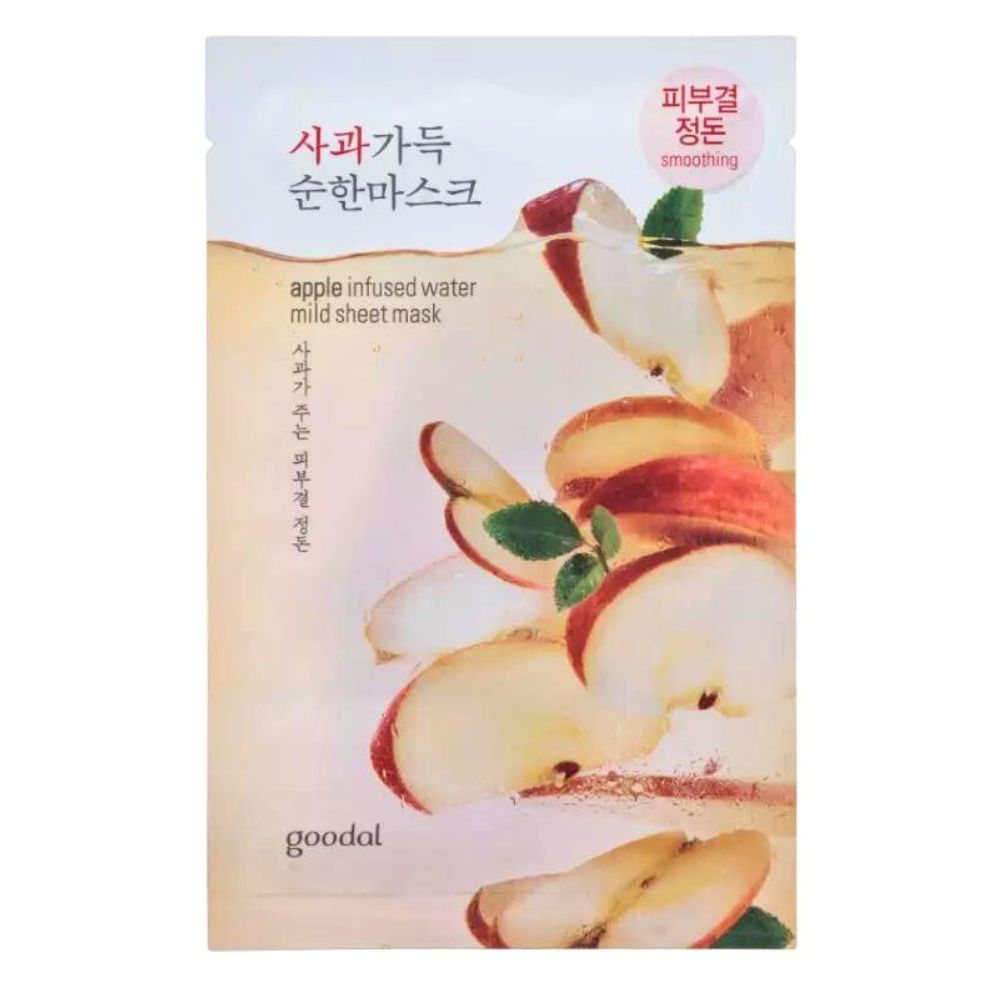 피부결
정돈
smoothing
사과가득
순한마스크
apple infused water
mild sheet mask
사과가 주는 피부결 정돈
goodal